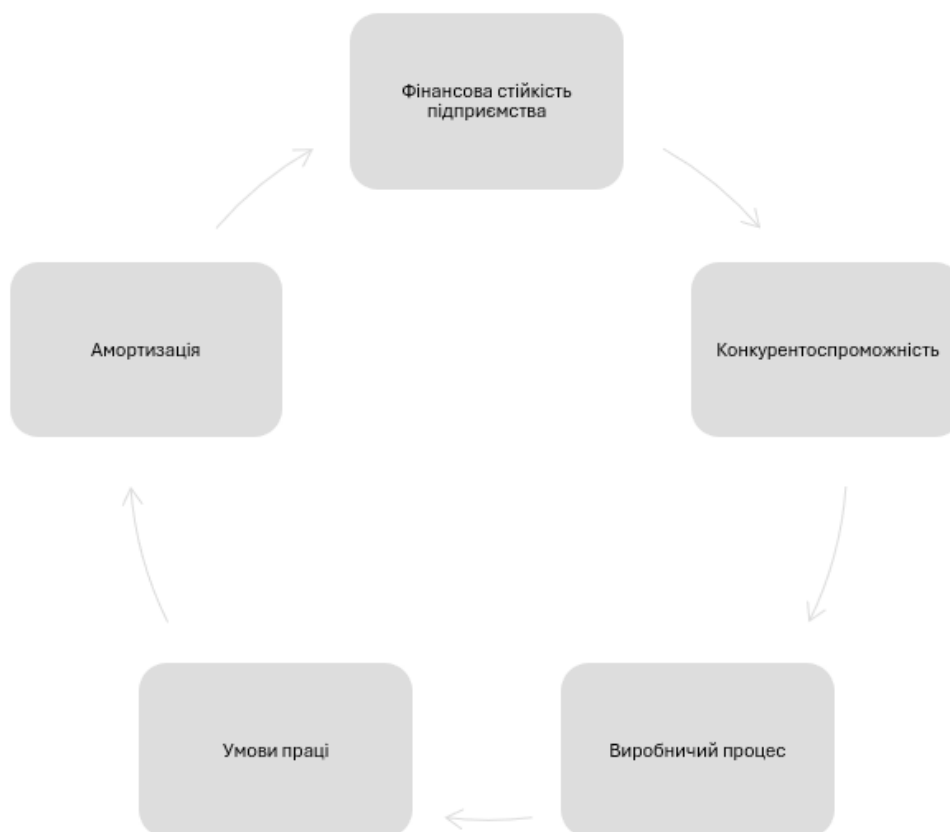 Фінансова стійкість
підприємства
Конкурентоспроможність
Виробничий процес
Умови праці
Амортизація